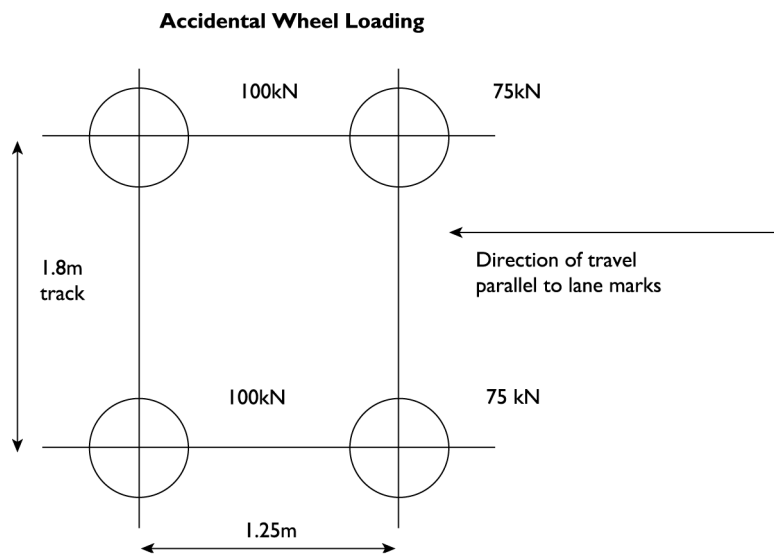 Accidental Wheel Loading
100kN
75kN
Direction of travel
parallel to lane marks
1.8m
track
100kN
75 kN
1.25m